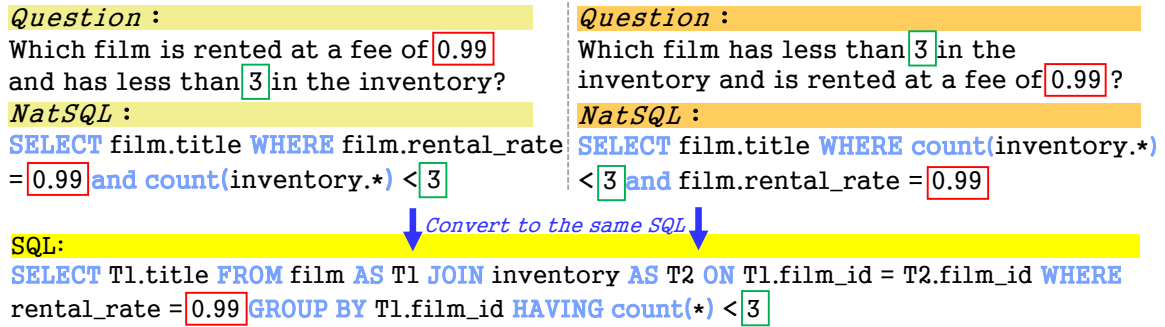 Question:
Which film is rented at a fee of 0.99
and has less than 3 in the inventory?
NatSQL:
SELECT film.title WHERE film.rental_rate
= 0.99 and count(inventory.*) < 3
Question:
Which film has less than 3 in the
inventory and is rented at a fee of 0.99?
NatSQL:
SELECT film.title WHERE count(inventory.*)
< 3 and film.rental_rate = 0.99
Convert to the same SQL
SQL:
SELECT T1.title FROM film AS T1 JOIN inventory AS T2 ON T1.film_id = T2.film_id WHERE
rental_rate = 0.99 GROUP BY T1.film_id HAVING count(*) < 3